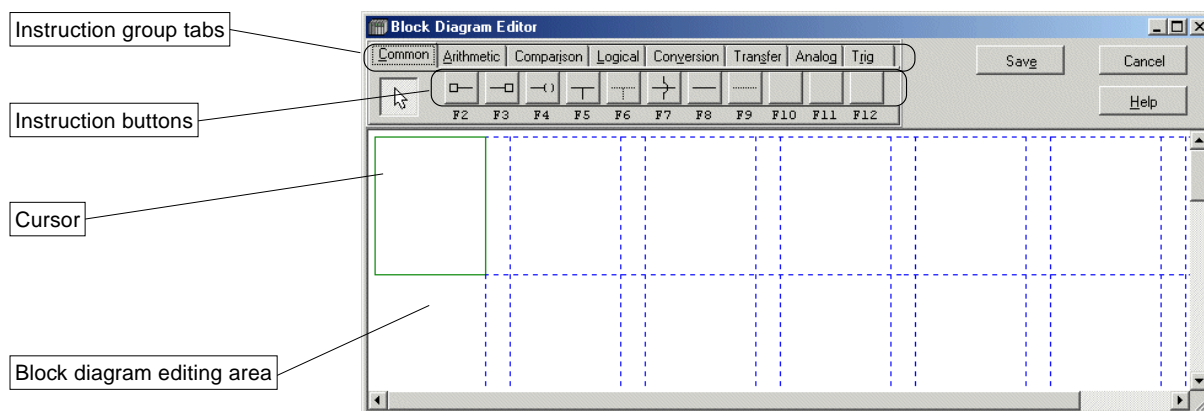 Instruction group tabs
Instruction buttons
Cursor
Block diagram editing area
Block Diagram Editor
Common Arithmetic Comparison Logical Conversion Transfer Analog Trig
Save Cancel
Help
F2 F3 F4 F5 F6 F7 F8 F9 F10 F11 F12